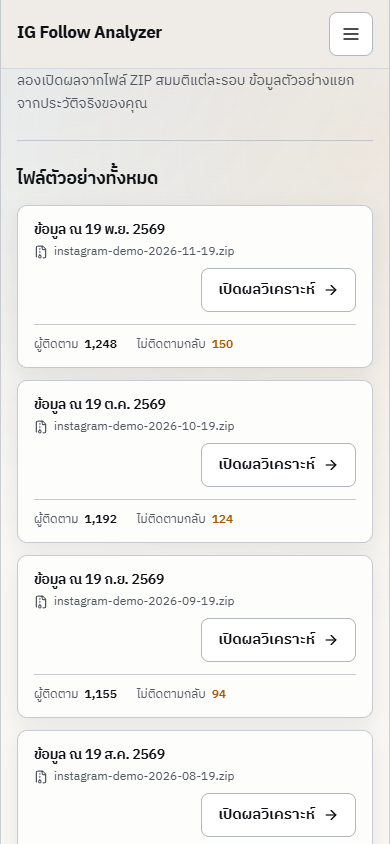 IG Follow Analyzer
ลองเปิดผลจากไฟล์ ZIP สมมติแต่ละรอบ ข้อมูลตัวอย่างแยก
จากประวัติจริงของคุณ
ไฟล์ตัวอย่างทั้งหมด
ข้อมูล ณ 19 พ.ย. 2569
instagram-demo-2026-11-19.zip
เปิดผลวิเคราะห์
ผู้ติดตาม 1,248 ไม่ติดตามกลับ 150
ข้อมูล ณ 19 ต.ค. 2569
instagram-demo-2026-10-19.zip
เปิดผลวิเคราะห์
ผู้ติดตาม 1,192 ไม่ติดตามกลับ 124
ข้อมูล ณ 19 ก.ย. 2569
instagram-demo-2026-09-19.zip
เปิดผลวิเคราะห์
ผู้ติดตาม 1,155 ไม่ติดตามกลับ 94
ข้อมูล ณ 19 ส.ค. 2569
instagram-demo-2026-08-19.zip
เปิดผลวิเคราะห์